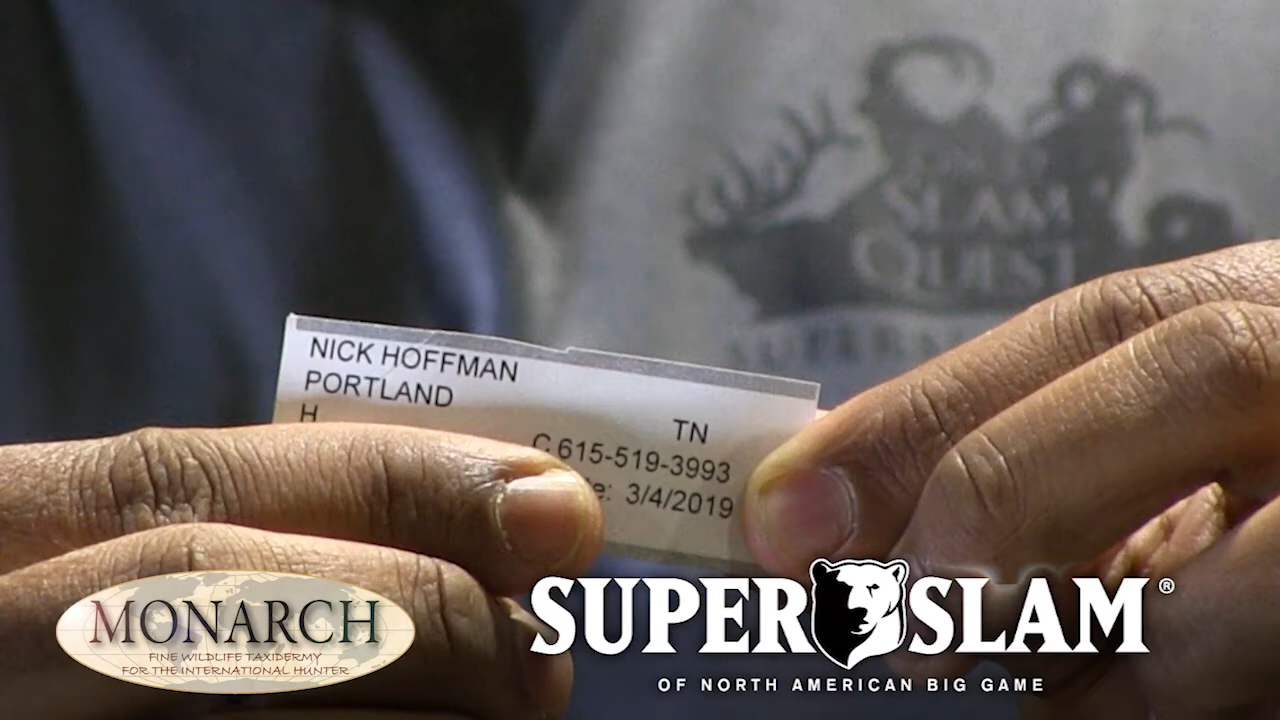 SLAM
QUEST
NICK HOFFMAN
PORTLAND
H
TN
C 615-519-3993
e: 3/4/2019
MONARCH
FINE WILDLIFE TAXIDERMY
FOR THE INTERNATIONAL HUNTER
SUPER SLAM®
OF NORTH AMERICAN BIG GAME